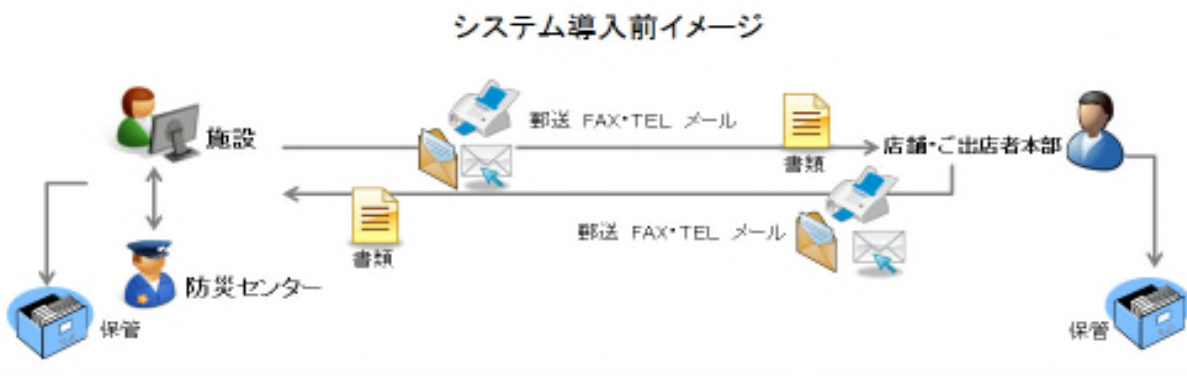 システム導入前イメージ
郵送 FAX・TEL メール
施設
書類
店舗・ご出店者本部
書類
郵送 FAX・TEL メール
防災センター
保管
保管